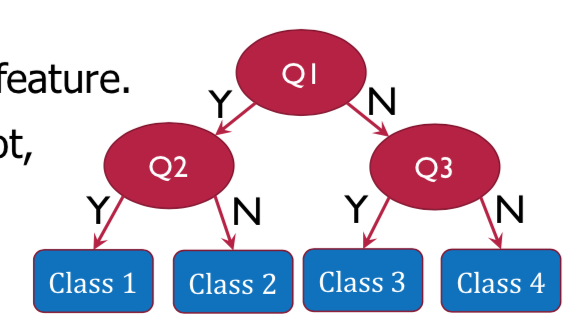 feature.
Q1
Y N
Q2 Q3
Y N Y N
Class 1 Class 2 Class 3 Class 4